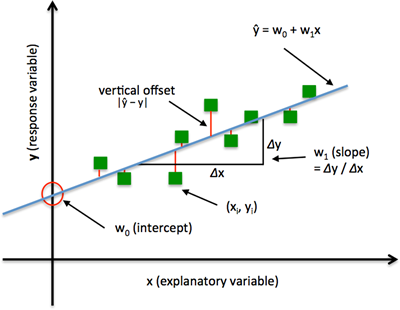 ŷ = w₀ + w₁x
vertical offset
|ŷ – y|
y (response variable)
Δy
Δx
w₁ (slope)
= Δy / Δx
(xᵢ, yᵢ)
w₀ (intercept)
x (explanatory variable)